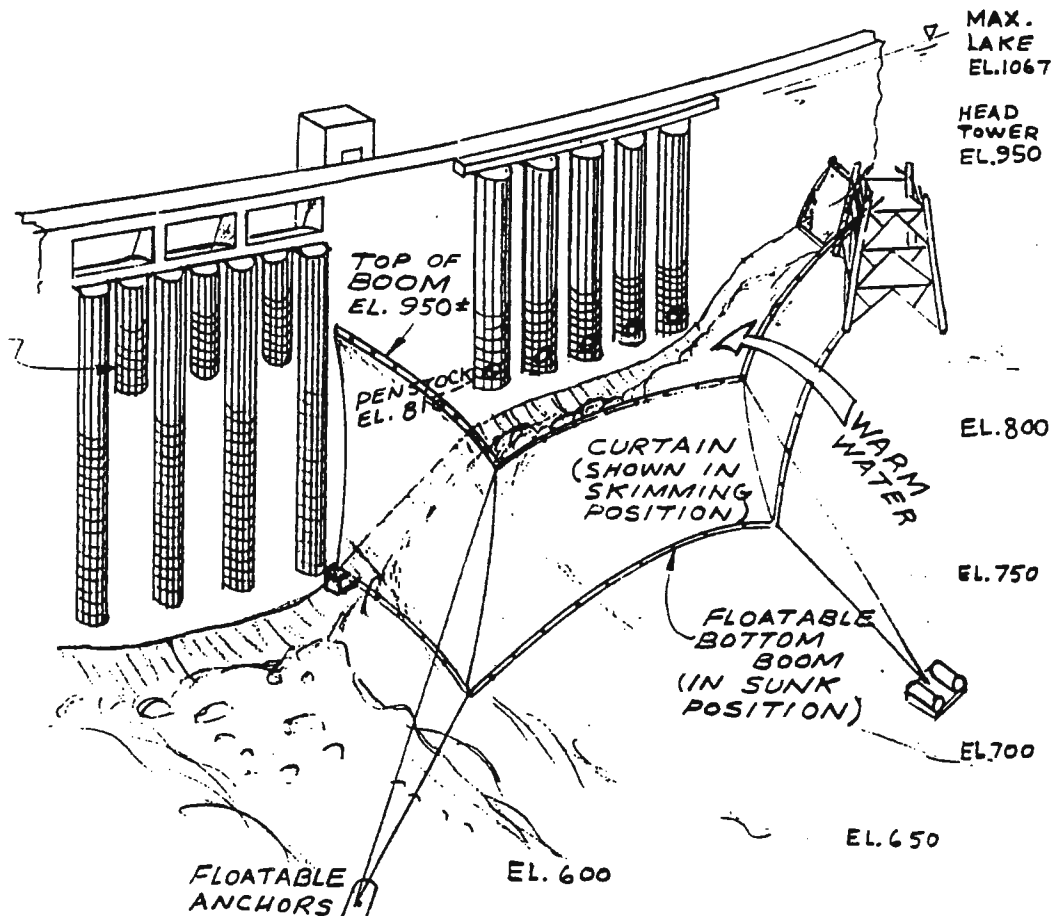 MAX.
LAKE
EL.1067
HEAD
TOWER
EL.950
TOP OF
BOOM
EL. 950±
PENSTOCK
EL. 81
CURTAIN
(SHOWN IN
SKIMMING
POSITION)
WARM
WATER
EL.800
EL.750
FLOATABLE
BOTTOM
BOOM
(IN SUNK
POSITION)
EL.700
EL.650
EL.600
FLOATABLE
ANCHORS